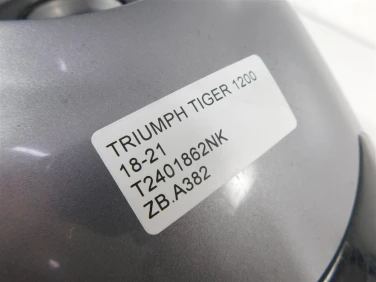 TRIUMPH TIGER 1200
18-21
T2401862NK
ZB.A382